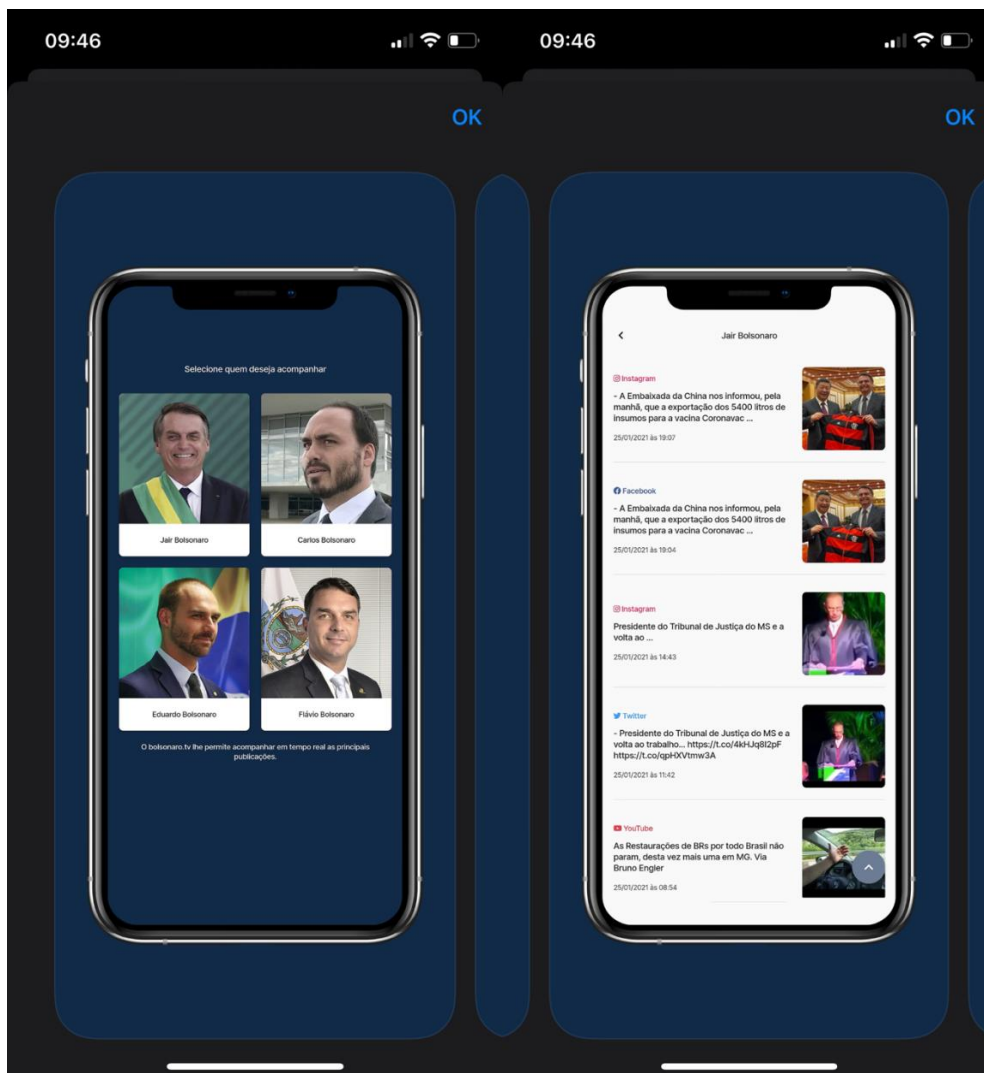 09:46
OK
Selecione quem deseja acompanhar
Jair Bolsonaro
Carlos Bolsonaro
Eduardo Bolsonaro
Flávio Bolsonaro
O bolsonaro.tv lhe permite acompanhar em tempo real as principais
publicações.
09:46
OK
Jair Bolsonaro
Instagram
- A Embaixada da China nos informou, pela
manhã, que a exportação dos 5400 litros de
insumos para a vacina Coronavac ...
25/01/2021 às 19:07
Facebook
- A Embaixada da China nos informou, pela
manhã, que a exportação dos 5400 litros de
insumos para a vacina Coronavac ...
25/01/2021 às 19:04
Instagram
Presidente do Tribunal de Justiça do MS e a
volta ao ...
25/01/2021 às 14:43
Twitter
- Presidente do Tribunal de Justiça do MS e a
volta ao trabalho... https://t.co/4kHJq8I2pF
https://t.co/qpHXVtmw3A
25/01/2021 às 11:42
YouTube
As Restaurações de BRs por todo Brasil não
param, desta vez mais uma em MG. Via
Bruno Engler
25/01/2021 às 08:54